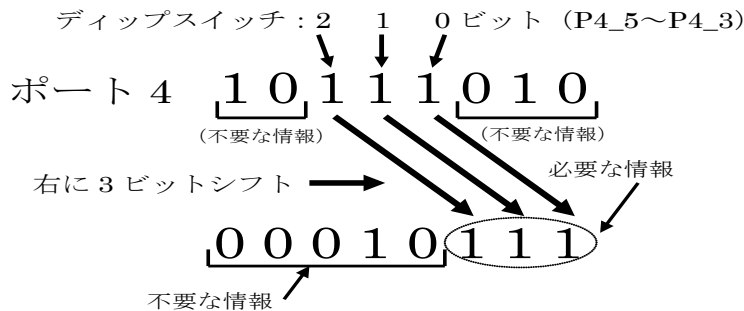 ディップスイッチ：2 1 0 ビット（P4_5～P4_3）
ポート 4 1 0 1 1 1 0 1 0
(不要な情報) (不要な情報)
必要な情報
右に 3 ビットシフト
0 0 0 1 0 1 1 1
不要な情報